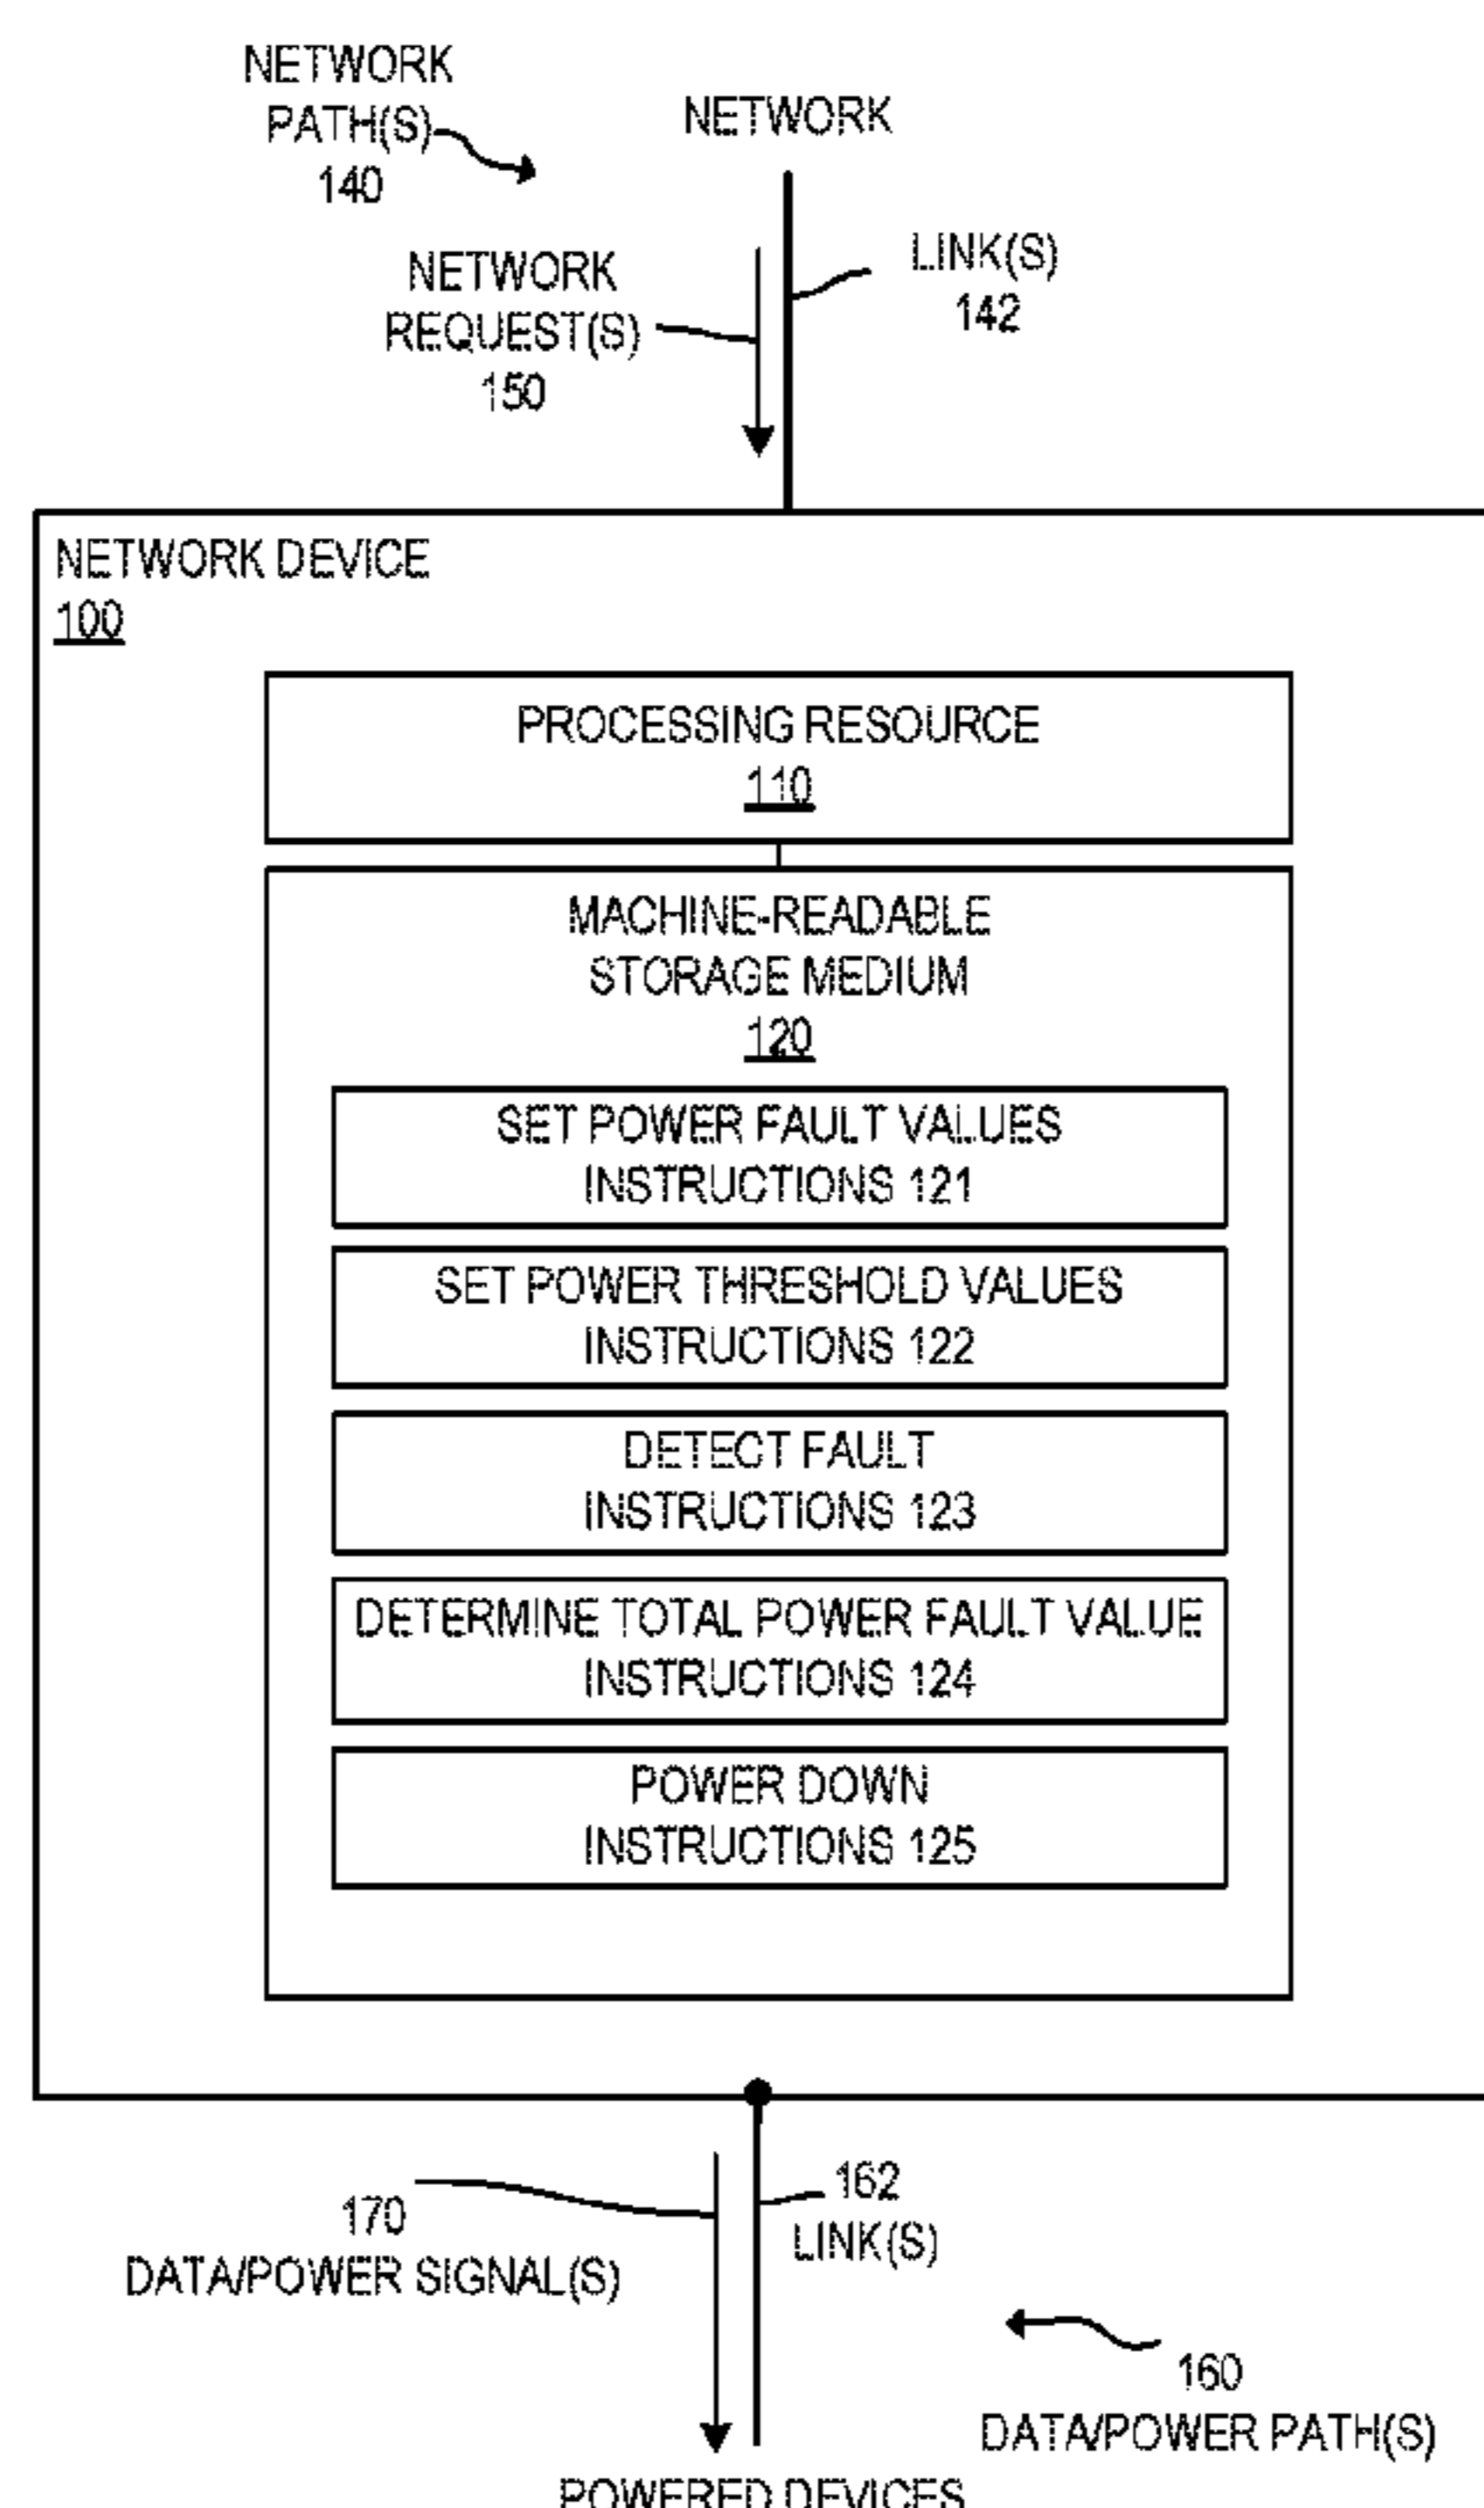 NETWORK
PATH(S)
140
NETWORK
NETWORK
REQUEST(S)
150
LINK(S)
142
NETWORK DEVICE
100
PROCESSING RESOURCE
110
MACHINE-READABLE
STORAGE MEDIUM
120
SET POWER FAULT VALUES
INSTRUCTIONS 121
SET POWER THRESHOLD VALUES
INSTRUCTIONS 122
DETECT FAULT
INSTRUCTIONS 123
DETERMINE TOTAL POWER FAULT VALUE
INSTRUCTIONS 124
POWER DOWN
INSTRUCTIONS 125
170
DATA/POWER SIGNAL(S)
162
LINK(S)
160
DATA/POWER PATH(S)
POWERED DEVICES